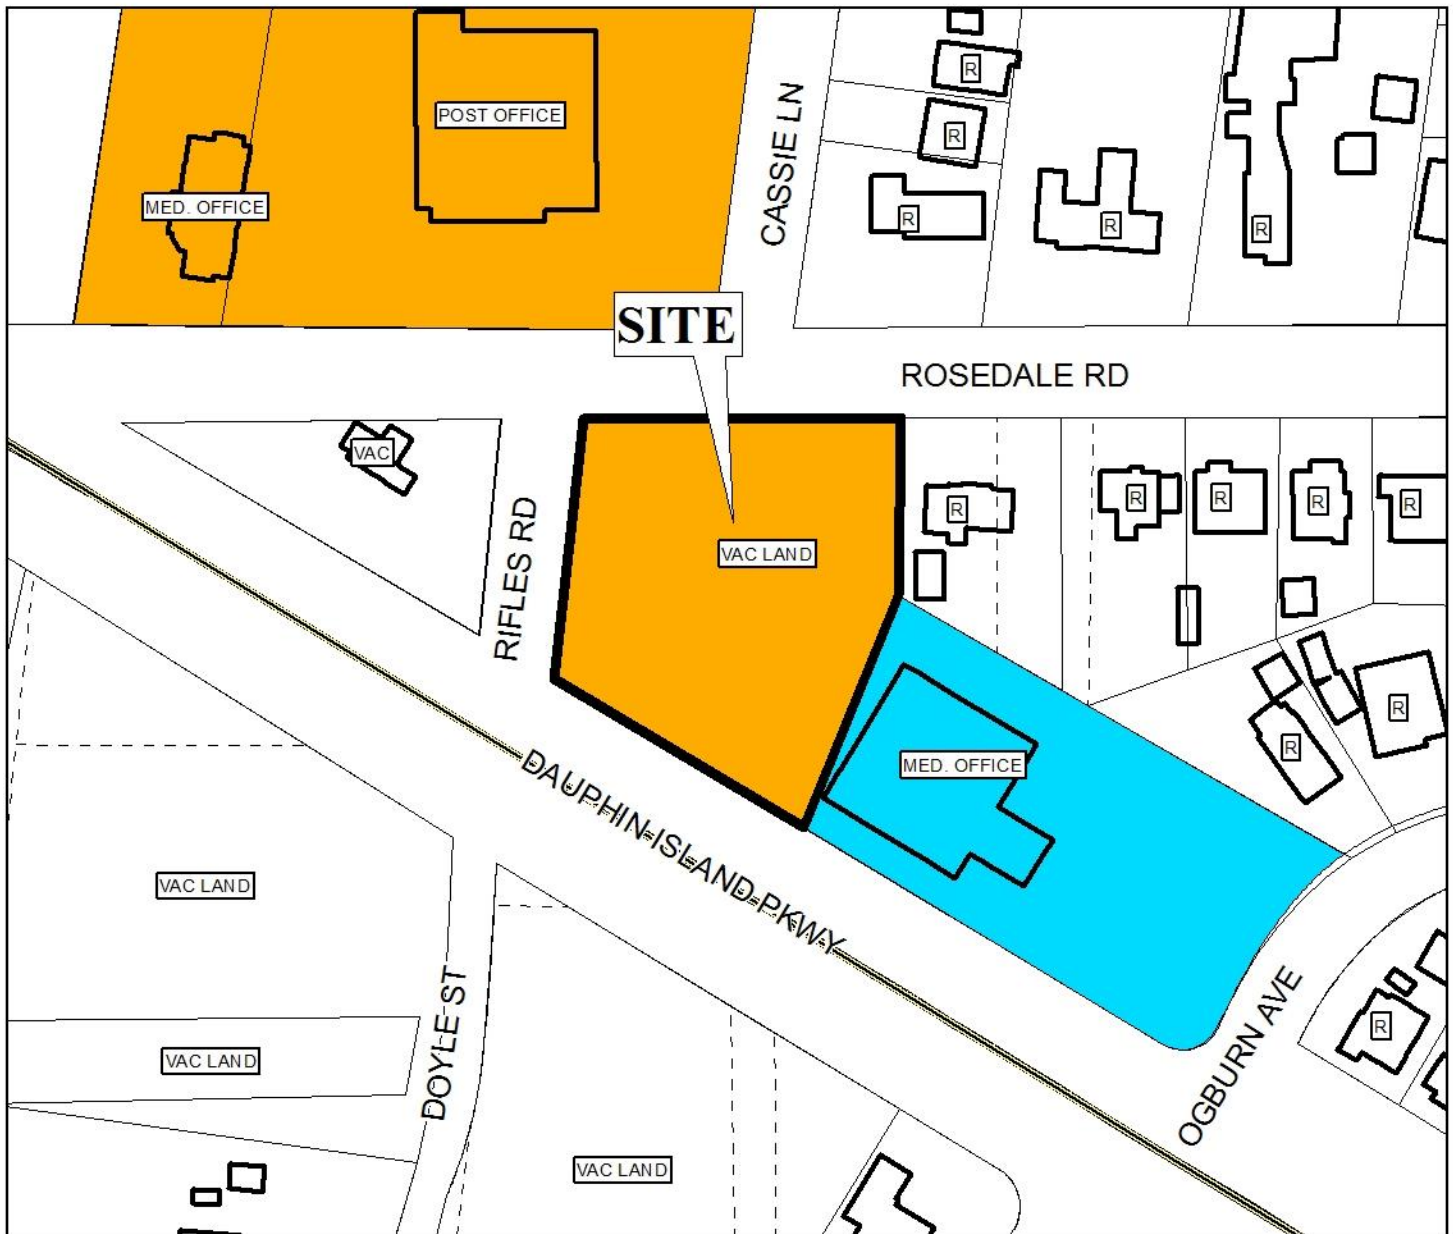 R
POST OFFICE
R
CASSIE LN
MED. OFFICE
R
R
R
SITE
ROSEDALE RD
VAC
R
R
R
R
R
RIFLES RD
VAC LAND
R
R
MED. OFFICE
DAUPHIN ISLAND PKWY
VAC LAND
DOYLE ST
OGBURN AVE
R
VAC LAND
VAC LAND